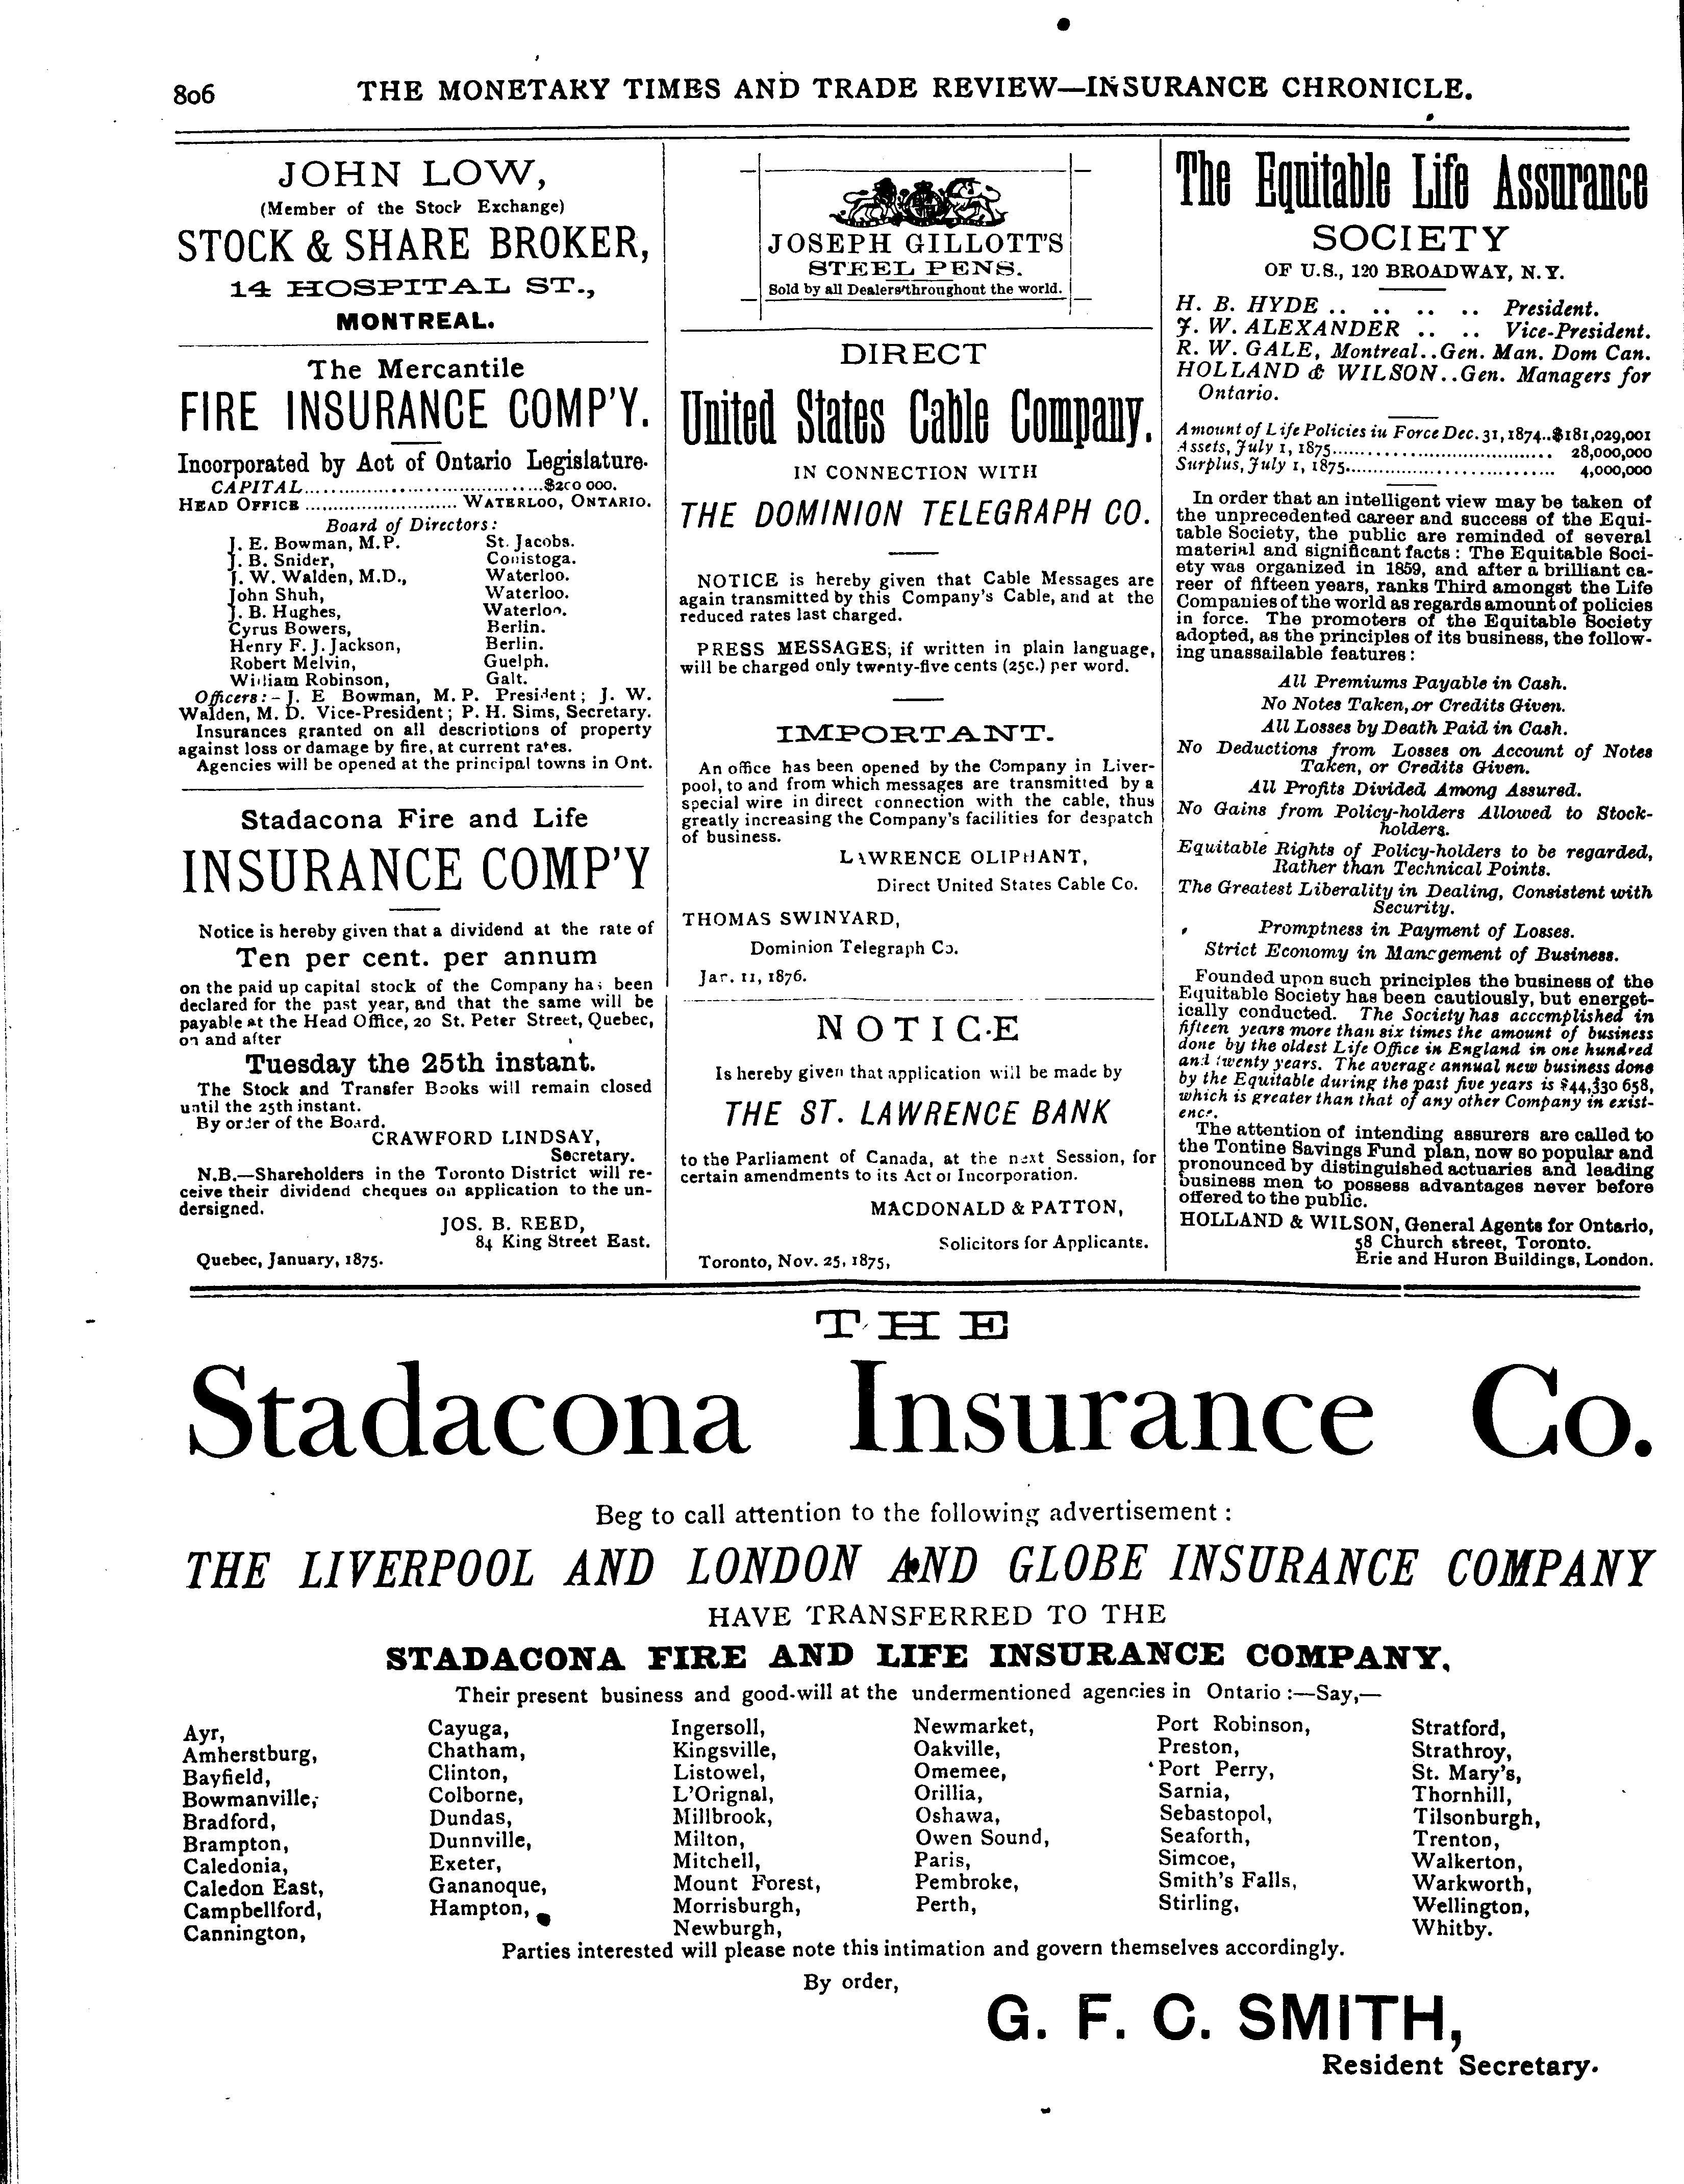 806
THE MONETARY TIMES AND TRADE REVIEW—INSURANCE CHRONICLE.
JOHN LOW,
(Member of the Stock Exchange)
STOCK & SHARE BROKER,
14 HOSPITAL ST.,
MONTREAL.
The Mercantile
FIRE INSURANCE COMP'Y.
Incorporated by Act of Ontario Legislature.
CAPITAL........................................$200 000.
HEAD OFFICE .......................... WATERLOO, ONTARIO.
Board of Directors:
J. E. Bowman, M.P. St. Jacobs.
J. B. Snider, Conistoga.
J. W. Walden, M.D., Waterloo.
John Shuh, Waterloo.
J. B. Hughes, Waterloo.
Cyrus Bowers, Berlin.
Henry F. J. Jackson, Berlin.
Robert Melvin, Guelph.
William Robinson, Galt.
Officers:—J. E Bowman, M. P. President; J. W.
Walden, M. D. Vice-President; P. H. Sims, Secretary.
Insurances granted on all descriptions of property
against loss or damage by fire, at current rates.
Agencies will be opened at the principal towns in Ont.
Stadacona Fire and Life
INSURANCE COMP'Y
Notice is hereby given that a dividend at the rate of
Ten per cent. per annum
on the paid up capital stock of the Company has been
declared for the past year, and that the same will be
payable at the Head Office, 20 St. Peter Street, Quebec,
on and after
Tuesday the 25th instant.
The Stock and Transfer Books will remain closed
until the 25th instant.
By order of the Board.
CRAWFORD LINDSAY,
Secretary.
N.B.—Shareholders in the Toronto District will re-
ceive their dividend cheques on application to the un-
dersigned.
JOS. B. REED,
84 King Street East.
Quebec, January, 1875.
JOSEPH GILLOTT'S
STEEL PENS.
Sold by all Dealers throughout the world.
DIRECT
United States Cable Company.
IN CONNECTION WITH
THE DOMINION TELEGRAPH CO.
NOTICE is hereby given that Cable Messages are
again transmitted by this Company's Cable, and at the
reduced rates last charged.
PRESS MESSAGES, if written in plain language,
will be charged only twenty-five cents (25c.) per word.
IMPORTANT.
An office has been opened by the Company in Liver-
pool, to and from which messages are transmitted by a
special wire in direct connection with the cable, thus
greatly increasing the Company's facilities for despatch
of business.
LAWRENCE OLIPHANT,
Direct United States Cable Co.
THOMAS SWINYARD,
Dominion Telegraph Co.
Jan. 11, 1876.
NOTICE
Is hereby given that application will be made by
THE ST. LAWRENCE BANK
to the Parliament of Canada, at the next Session, for
certain amendments to its Act of Incorporation.
MACDONALD & PATTON,
Solicitors for Applicants.
Toronto, Nov. 25, 1875,
The Equitable Life Assurance
SOCIETY
OF U.S., 120 BROADWAY, N.Y.
H. B. HYDE .. .. .. .. President.
J. W. ALEXANDER .. .. Vice-President.
R. W. GALE, Montreal..Gen. Man. Dom Can.
HOLLAND & WILSON..Gen. Managers for
Ontario.
Amount of Life Policies in Force Dec. 31, 1874..$181,029,001
Assets, July 1, 1875...................................... 28,000,000
Surplus, July 1, 1875.................................... 4,000,000
In order that an intelligent view may be taken of
the unprecedented career and success of the Equi-
table Society, the public are reminded of several
material and significant facts: The Equitable Soci-
ety was organized in 1859, and after a brilliant ca-
reer of fifteen years, ranks Third amongst the Life
Companies of the world as regards amount of policies
in force. The promoters of the Equitable Society
adopted, as the principles of its business, the follow-
ing unassailable features:
All Premiums Payable in Cash.
No Notes Taken, or Credits Given.
All Losses by Death Paid in Cash.
No Deductions from Losses on Account of Notes
Taken, or Credits Given.
All Profits Divided Among Assured.
No Gains from Policy-holders Allowed to Stock-
holders.
Equitable Rights of Policy-holders to be regarded,
Rather than Technical Points.
The Greatest Liberality in Dealing, Consistent with
Security.
Promptness in Payment of Losses.
Strict Economy in Management of Business.
Founded upon such principles the business of the
Equitable Society has been cautiously, but energet-
ically conducted. The Society has accomplished in
fifteen years more than six times the amount of business
done by the oldest Life Office in England in one hundred
and twenty years. The average annual new business done
by the Equitable during the past five years is $44,330 658,
which is greater than that of any other Company in exist-
ence.
The attention of intending assurers are called to
the Tontine Savings Fund plan, now so popular and
pronounced by distinguished actuaries and leading
business men to possess advantages never before
offered to the public.
HOLLAND & WILSON, General Agents for Ontario,
58 Church street, Toronto.
Erie and Huron Buildings, London.
THE
Stadacona Insurance Co.
Beg to call attention to the following advertisement:
THE LIVERPOOL AND LONDON AND GLOBE INSURANCE COMPANY
HAVE TRANSFERRED TO THE
STADACONA FIRE AND LIFE INSURANCE COMPANY,
Their present business and good-will at the undermentioned agencies in Ontario:—Say,—
Ayr,
Amherstburg,
Bayfield,
Bowmanville,
Bradford,
Brampton,
Caledonia,
Caledon East,
Campbellford,
Cannington,
Cayuga,
Chatham,
Clinton,
Colborne,
Dundas,
Dunnville,
Exeter,
Gananoque,
Hampton,
Ingersoll,
Kingsville,
Listowel,
L'Orignal,
Millbrook,
Milton,
Mitchell,
Mount Forest,
Morrisburgh,
Newburgh,
Newmarket,
Oakville,
Omemee,
Orillia,
Oshawa,
Owen Sound,
Paris,
Pembroke,
Perth,
Port Robinson,
Preston,
Port Perry,
Sarnia,
Sebastopol,
Seaforth,
Simcoe,
Smith's Falls,
Stirling,
Stratford,
Strathroy,
St. Mary's,
Thornhill,
Tilsonburgh,
Trenton,
Walkerton,
Warkworth,
Wellington,
Whitby.
Parties interested will please note this intimation and govern themselves accordingly.
By order,
G. F. C. SMITH,
Resident Secretary.